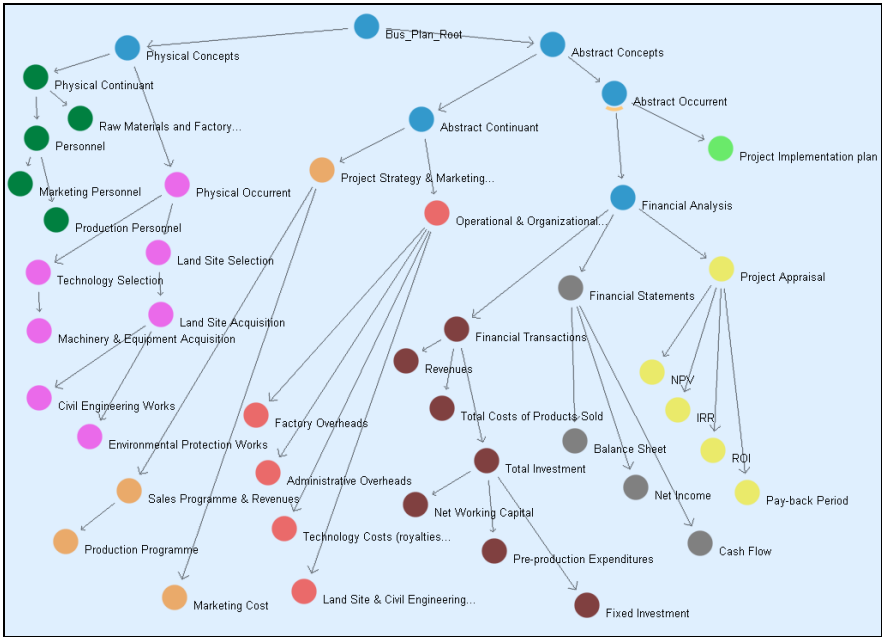 Bus_Plan_Root
Physical Concepts
Abstract Concepts
Physical Continuant
Abstract Occurrent
Raw Materials and Factory...
Abstract Continuant
Personnel
Project Implementation plan
Marketing Personnel
Physical Occurrent
Project Strategy & Marketing...
Financial Analysis
Production Personnel
Operational & Organizational...
Land Site Selection
Technology Selection
Project Appraisal
Financial Statements
Land Site Acquisition
Machinery & Equipment Acquisition
Financial Transactions
Revenues
NPV
Civil Engineering Works
Total Costs of Products Sold
IRR
Factory Overheads
Environmental Protection Works
Balance Sheet
ROI
Total Investment
Administrative Overheads
Sales Programme & Revenues
Net Income
Pay-back Period
Net Working Capital
Technology Costs (royalties...
Production Programme
Pre-production Expenditures
Cash Flow
Marketing Cost
Land Site & Civil Engineering...
Fixed Investment